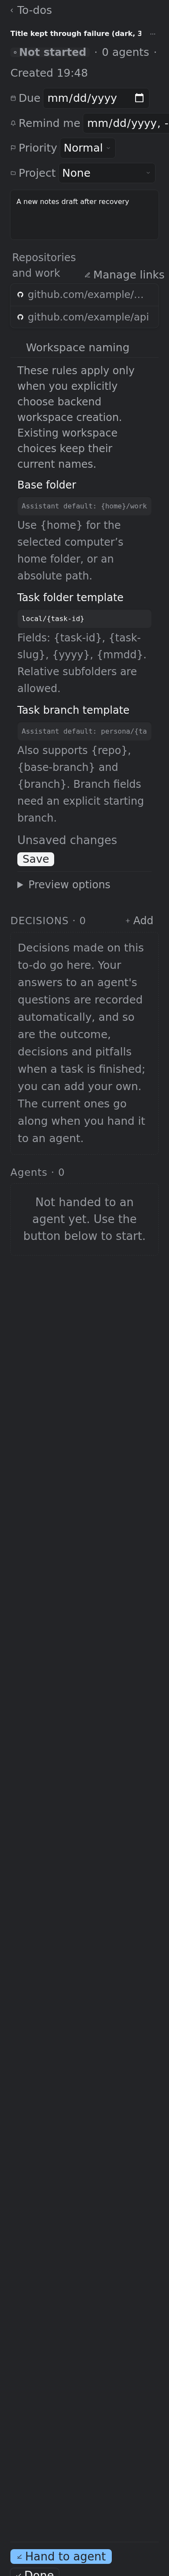 To-dos
Title kept through failure (dark, 3
Not started · 0 agents ·
Created 19:48
Due mm/dd/yyyy
Remind me mm/dd/yyyy, -
Priority Normal
Project None
A new notes draft after recovery
Repositories
and work
Manage links
github.com/example/...
github.com/example/api
Workspace naming
These rules apply only
when you explicitly
choose backend
workspace creation.
Existing workspace
choices keep their
current names.
Base folder
Assistant default: {home}/work
Use {home} for the
selected computer's
home folder, or an
absolute path.
Task folder template
local/{task-id}
Fields: {task-id}, {task-
slug}, {yyyy}, {mmdd}.
Relative subfolders are
allowed.
Task branch template
Assistant default: persona/{ta
Also supports {repo},
{base-branch} and
{branch}. Branch fields
need an explicit starting
branch.
Unsaved changes
Save
Preview options
DECISIONS · 0
+ Add
Decisions made on this
to-do go here. Your
answers to an agent's
questions are recorded
automatically, and so
are the outcome,
decisions and pitfalls
when a task is finished;
you can add your own.
The current ones go
along when you hand it
to an agent.
Agents · 0
Not handed to an
agent yet. Use the
button below to start.
Hand to agent
Done